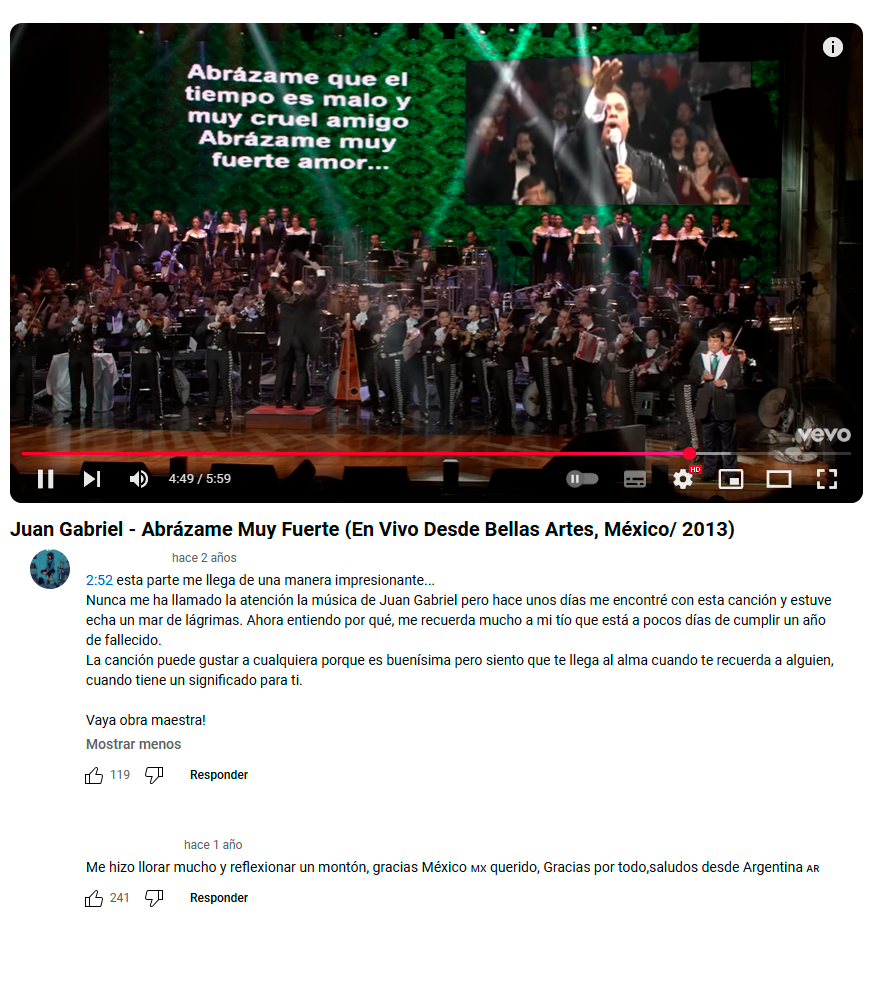 Abrázame que el
tiempo es malo y
muy cruel amigo
Abrázame muy
fuerte amor...
vevo
HD
4:49 / 5:59
Juan Gabriel - Abrázame Muy Fuerte (En Vivo Desde Bellas Artes, México/ 2013)
hace 2 años
2:52 esta parte me llega de una manera impresionante...
Nunca me ha llamado la atención la música de Juan Gabriel pero hace unos días me encontré con esta canción y estuve
echa un mar de lágrimas. Ahora entiendo por qué, me recuerda mucho a mi tío que está a pocos días de cumplir un año
de fallecido.
La canción puede gustar a cualquiera porque es buenísima pero siento que te llega al alma cuando te recuerda a alguien,
cuando tiene un significado para ti.
Vaya obra maestra!
Mostrar menos
119 Responder
hace 1 año
Me hizo llorar mucho y reflexionar un montón, gracias México MX querido, Gracias por todo,saludos desde Argentina AR
241 Responder